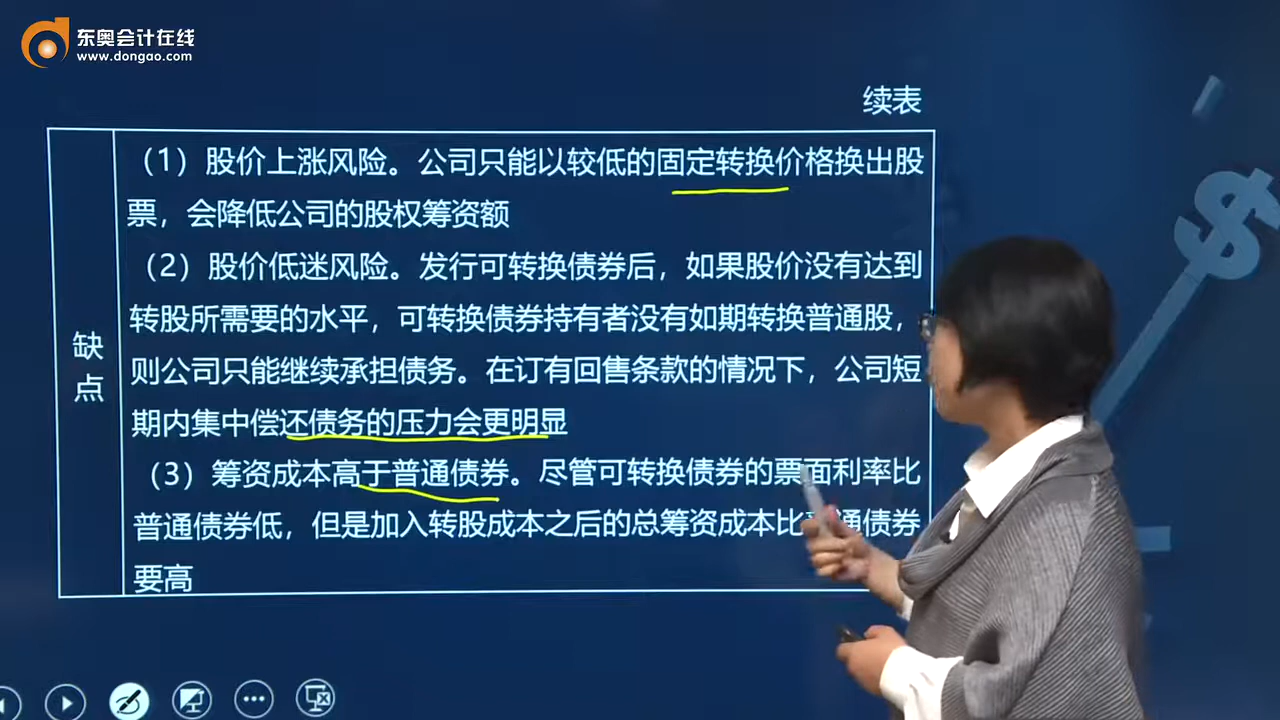 东奥会计在线
www.dongao.com
续表
缺点
（1）股价上涨风险。公司只能以较低的固定转换价格换出股
票，会降低公司的股权筹资额
（2）股价低迷风险。发行可转换债券后，如果股价没有达到
转股所需要的水平，可转换债券持有者没有如期转换普通股，
则公司只能继续承担债务。在订有回售条款的情况下，公司短
期内集中偿还债务的压力会更明显
（3）筹资成本高于普通债券。尽管可转换债券的票面利率比
普通债券低，但是加入转股成本之后的总筹资成本比普通债券
要高